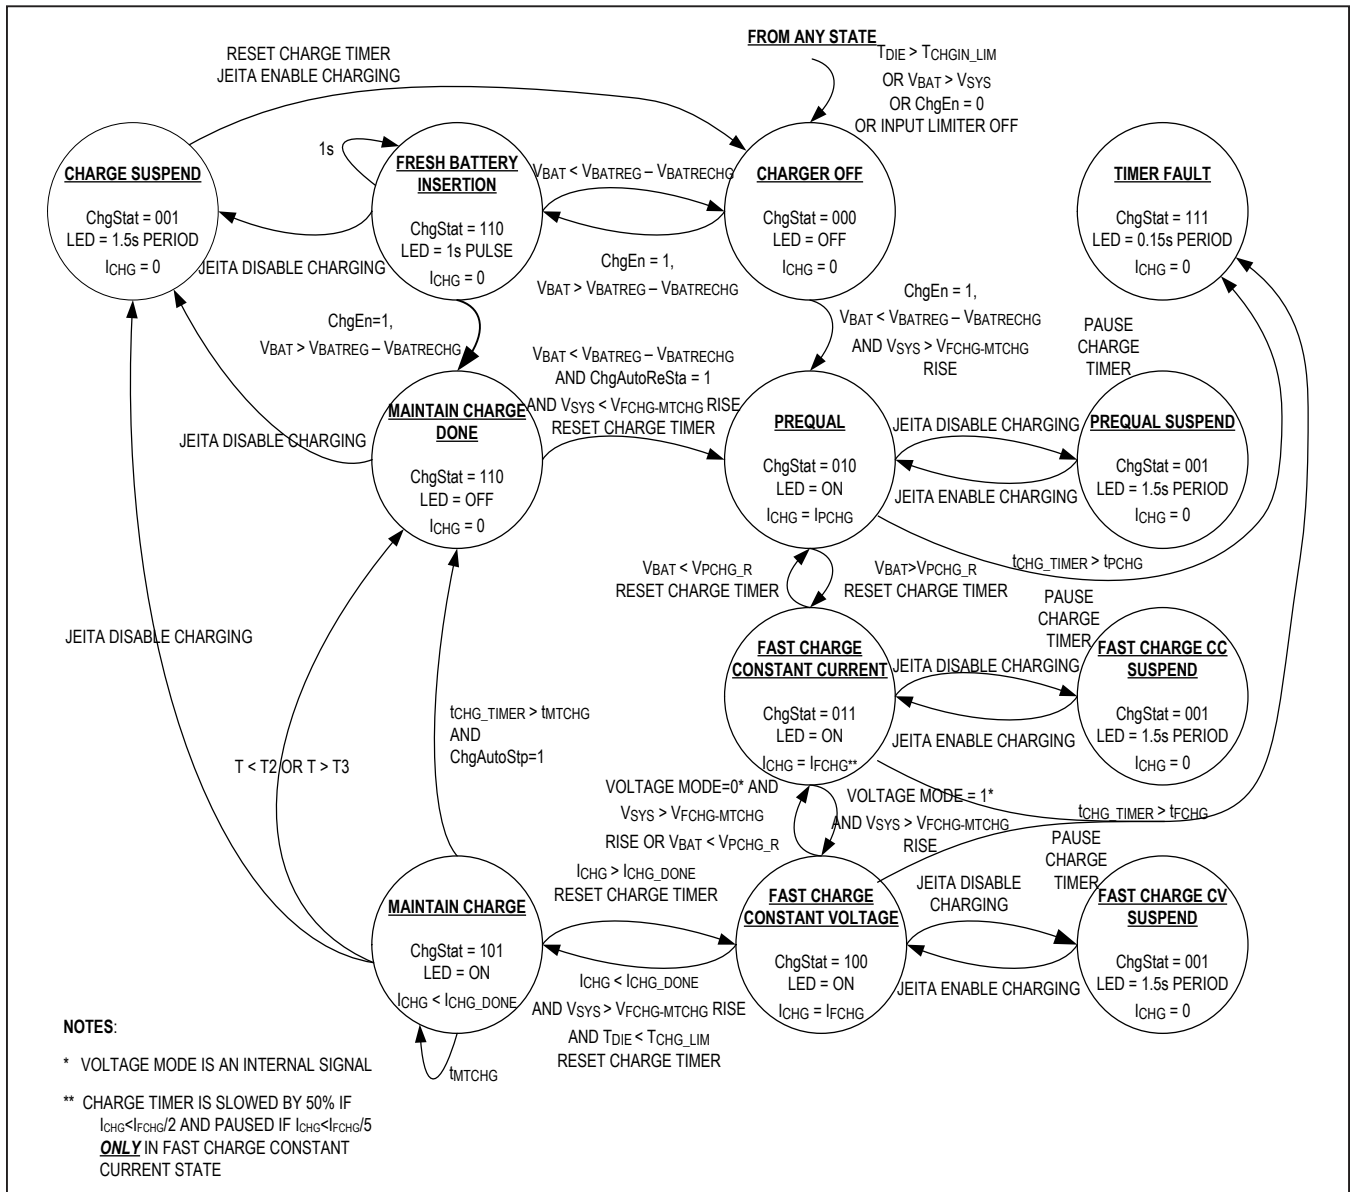 FROM ANY STATE
TDIE > TCHGIN_LIM
OR VBAT > VSYS
OR ChgEn = 0
OR INPUT LIMITER OFF
RESET CHARGE TIMER
JEITA ENABLE CHARGING
CHARGE SUSPEND
ChgStat = 001
LED = 1.5s PERIOD
ICHG = 0
1s
FRESH BATTERY
INSERTION
ChgStat = 110
LED = 1s PULSE
ICHG = 0
VBAT < VBATREG – VBATRECHG
ChgEn = 1,
VBAT > VBATREG – VBATRECHG
CHARGER OFF
ChgStat = 000
LED = OFF
ICHG = 0
TIMER FAULT
ChgStat = 111
LED = 0.15s PERIOD
ICHG = 0
JEITA DISABLE CHARGING
ChgEn=1,
VBAT > VBATREG – VBATRECHG
VBAT < VBATREG – VBATRECHG
AND ChgAutoReSta = 1
AND VSYS < VFCHG-MTCHG RISE
RESET CHARGE TIMER
ChgEn = 1,
VBAT < VBATREG – VBATRECHG
AND VSYS > VFCHG-MTCHG
RISE
PAUSE
CHARGE
TIMER
JEITA DISABLE CHARGING
MAINTAIN CHARGE
DONE
ChgStat = 110
LED = OFF
ICHG = 0
PREQUAL
ChgStat = 010
LED = ON
ICHG = IPCHG
JEITA DISABLE CHARGING
JEITA ENABLE CHARGING
PREQUAL SUSPEND
ChgStat = 001
LED = 1.5s PERIOD
ICHG = 0
tCHG_TIMER > tPCHG
VBAT < VPCHG_R
RESET CHARGE TIMER
VBAT>VPCHG_R
RESET CHARGE TIMER
PAUSE
CHARGE
TIMER
JEITA DISABLE CHARGING
FAST CHARGE
CONSTANT CURRENT
ChgStat = 011
LED = ON
ICHG = IFCHG**
JEITA DISABLE CHARGING
JEITA ENABLE CHARGING
FAST CHARGE CC
SUSPEND
ChgStat = 001
LED = 1.5s PERIOD
ICHG = 0
tCHG_TIMER > tMTCHG
AND
ChgAutoStp=1
T < T2 OR T > T3
VOLTAGE MODE=0* AND
VSYS > VFCHG-MTCHG
RISE OR VBAT < VPCHG_R
VOLTAGE MODE = 1*
AND VSYS > VFCHG-MTCHG
RISE
tCHG_TIMER > tFCHG
PAUSE
CHARGE
TIMER
ICHG > ICHG_DONE
RESET CHARGE TIMER
MAINTAIN CHARGE
ChgStat = 101
LED = ON
ICHG < ICHG_DONE
FAST CHARGE
CONSTANT VOLTAGE
ChgStat = 100
LED = ON
ICHG = IFCHG
JEITA DISABLE
CHARGING
JEITA ENABLE CHARGING
FAST CHARGE CV
SUSPEND
ChgStat = 001
LED = 1.5s PERIOD
ICHG = 0
ICHG < ICHG_DONE
AND VSYS > VFCHG-MTCHG RISE
AND TDIE < TCHG_LIM
RESET CHARGE TIMER
tMTCHG
NOTES:
* VOLTAGE MODE IS AN INTERNAL SIGNAL
** CHARGE TIMER IS SLOWED BY 50% IF
ICHG<IFCHG/2 AND PAUSED IF ICHG<IFCHG/5
ONLY IN FAST CHARGE CONSTANT
CURRENT STATE